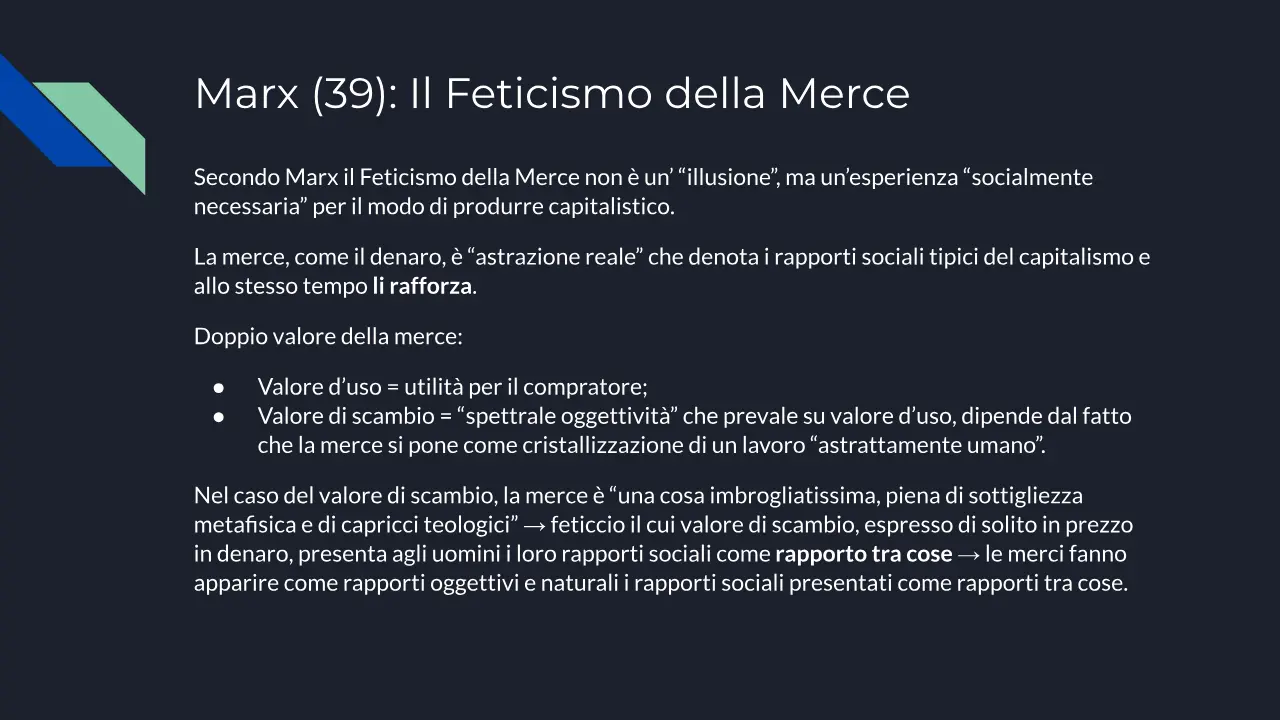 Marx (39): Il Feticismo della Merce
Secondo Marx il Feticismo della Merce non è un’ “illusione”, ma un’esperienza “socialmente
necessaria” per il modo di produrre capitalistico.
La merce, come il denaro, è “astrazione reale” che denota i rapporti sociali tipici del capitalismo e
allo stesso tempo li rafforza.
Doppio valore della merce:
● Valore d’uso = utilità per il compratore;
● Valore di scambio = “spettrale oggettività” che prevale su valore d’uso, dipende dal fatto
che la merce si pone come cristallizzazione di un lavoro “astrattamente umano”.
Nel caso del valore di scambio, la merce è “una cosa imbrogliatissima, piena di sottigliezza
metafisica e di capricci teologici” → feticcio il cui valore di scambio, espresso di solito in prezzo
in denaro, presenta agli uomini i loro rapporti sociali come rapporto tra cose → le merci fanno
apparire come rapporti oggettivi e naturali i rapporti sociali presentati come rapporti tra cose.